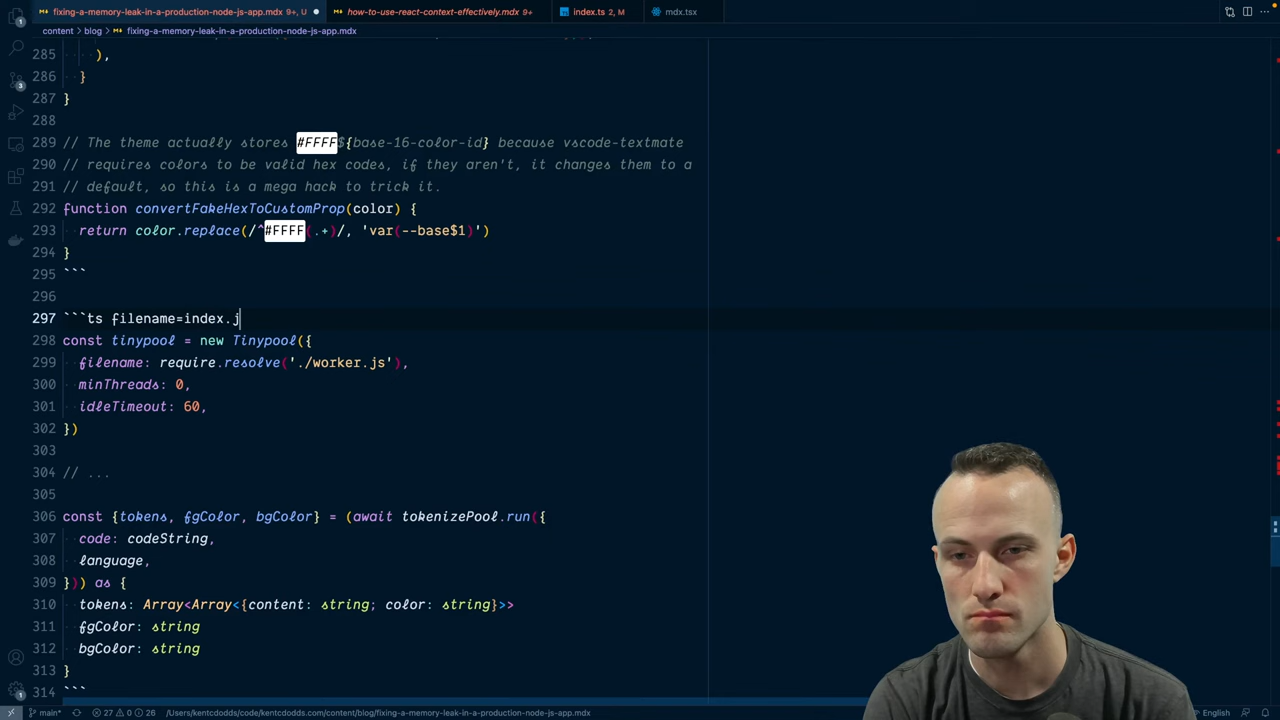 fixing-a-memory-leak-in-a-production-node-js-app.mdx 9+, U
how-to-use-react-context-effectively.mdx 9+
index.ts 2, M
mdx.tsx
content > blog > fixing-a-memory-leak-in-a-production-node-js-app.mdx
285 ),
286 }
287 }
288
289 // The theme actually stores #FFFF${base-16-color-id} because vscode-textmate
290 // requires colors to be valid hex codes, if they aren't, it changes them to a
291 // default, so this is a mega hack to trick it.
292 function convertFakeHexToCustomProp(color) {
293 return color.replace(/^#FFFF(.+)/, 'var(--base$1)')
294 }
295 ```
296
297 ```ts filename=index.j
298 const tinypool = new Tinypool({
299 filename: require.resolve('./worker.js'),
300 minThreads: 0,
301 idleTimeout: 60,
302 })
303
304 // ...
305
306 const {tokens, fgColor, bgColor} = (await tokenizePool.run({
307 code: codeString,
308 language,
309 })) as {
310 tokens: Array<Array<{content: string; color: string}>>
311 fgColor: string
312 bgColor: string
313 }
314 ```
main* 27 0 26 /Users/kentcdodds/code/kentcdodds.com/content/blog/fixing-a-memory-leak-in-a-production-node-js-app.mdx English